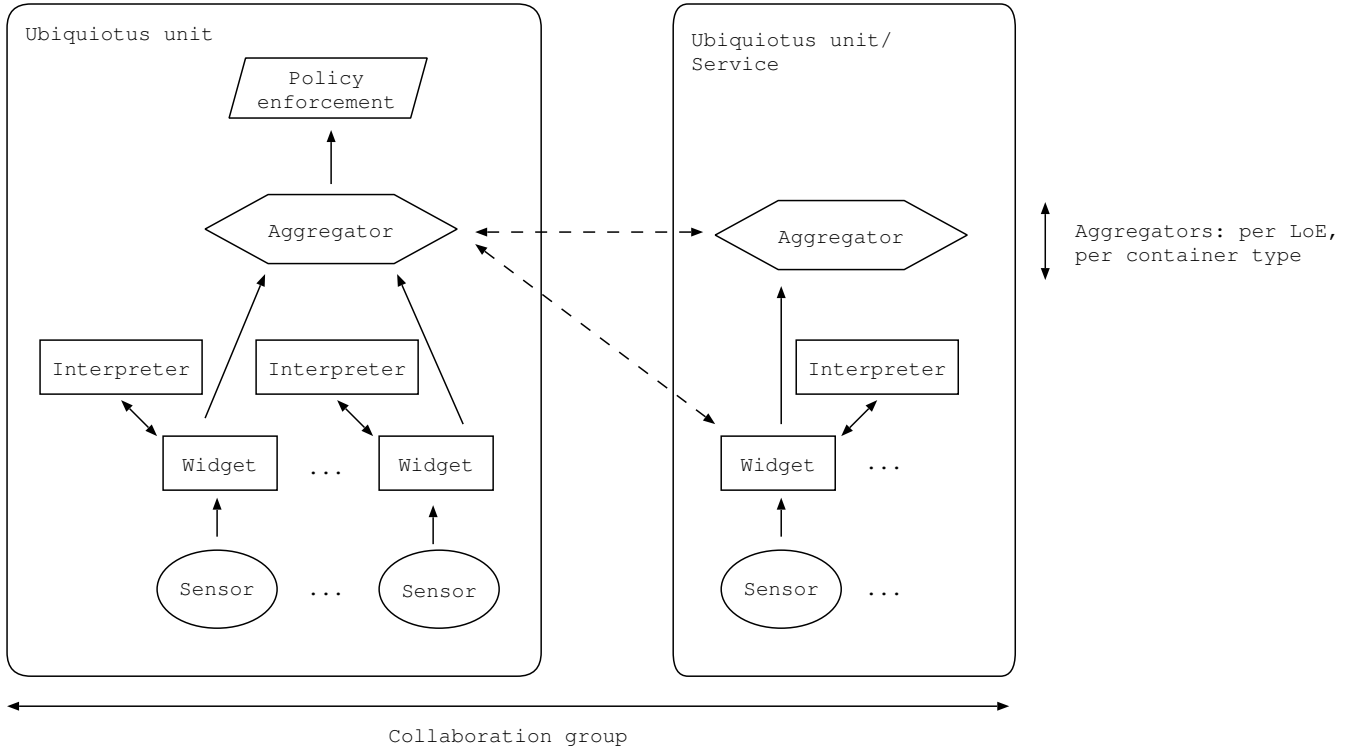 Ubiquiotus unit
Policy
enforcement
Aggregator
Interpreter
Interpreter
Widget
...
Widget
Sensor
...
Sensor
Ubiquiotus unit/
Service
Aggregator
Interpreter
Widget
...
Sensor
...
Aggregators: per LoE,
per container type
Collaboration group